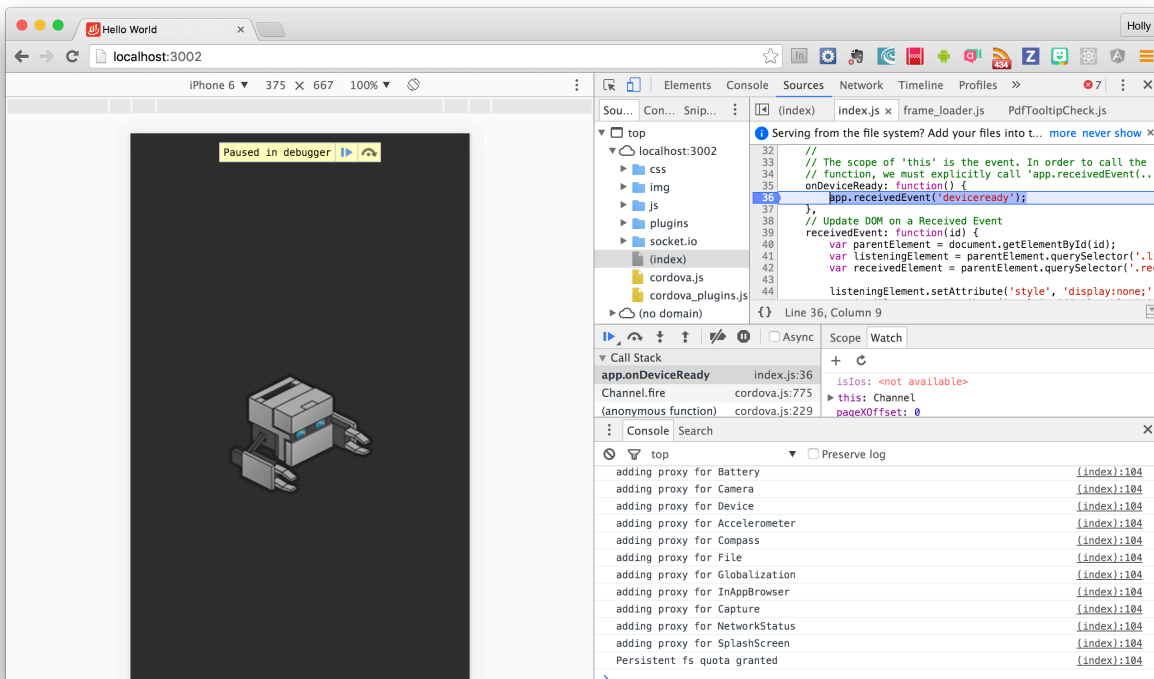 Hello World
Holly
localhost:3002
434
iPhone 6 ▼ 375 × 667 100% ▼
Elements Console Sources Network Timeline Profiles » 7
Sou... Con... Snip...
(index) index.js × frame_loader.js PdfTooltipCheck.js
Serving from the file system? Add your files into t... more never show ×
top
localhost:3002
css
img
js
plugins
socket.io
(index)
cordova.js
cordova_plugins.js
(no domain)
32 //
33 // The scope of 'this' is the event. In order to call the
34 // function, we must explicitly call 'app.receivedEvent(..
35 onDeviceReady: function() {
36 app.receivedEvent('deviceready');
37 },
38 // Update DOM on a Received Event
39 receivedEvent: function(id) {
40 var parentElement = document.getElementById(id);
41 var listeningElement = parentElement.querySelector('.li
42 var receivedElement = parentElement.querySelector('.rec
43
44 listeningElement.setAttribute('style', 'display:none;'
{} Line 36, Column 9
Paused in debugger
Async
Scope Watch
Call Stack
app.onDeviceReady index.js:36
Channel.fire cordova.js:775
(anonymous function) cordova.js:229
isIos: <not available>
this: Channel
pageXOffset: 0
Console Search
top ▼ Preserve log
adding proxy for Battery (index):104
adding proxy for Camera (index):104
adding proxy for Device (index):104
adding proxy for Accelerometer (index):104
adding proxy for Compass (index):104
adding proxy for File (index):104
adding proxy for Globalization (index):104
adding proxy for InAppBrowser (index):104
adding proxy for Capture (index):104
adding proxy for NetworkStatus (index):104
adding proxy for SplashScreen (index):104
Persistent fs quota granted (index):104